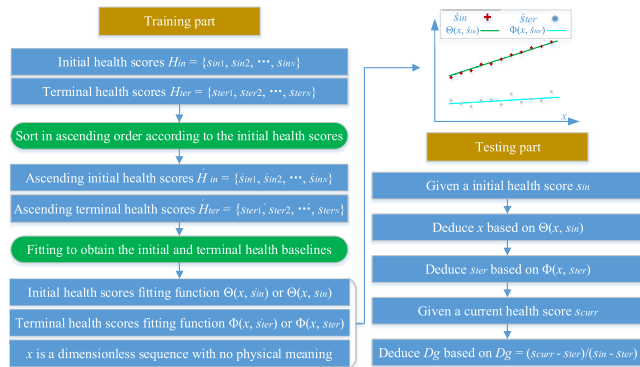 Training part
Initial health scores Hin = {sin1, sin2, ···, sinN}
Terminal health scores Hter = {ster1, ster2, ···, sterN}
Sort in ascending order according to the initial health scores
Ascending initial health scores Ḣin = {ṡin1, ṡin2, ···, ṡinN}
Ascending terminal health scores Ḣter = {ṡter1, ṡter2, ···, ṡterN}
Fitting to obtain the initial and terminal health baselines
Initial health scores fitting function Θ(x, ṡin) or Θ(x, sin)
Terminal health scores fitting function Φ(x, ṡter) or Φ(x, ster)
x is a dimensionless sequence with no physical meaning
ṡin ṡter
Θ(x, ṡin) Φ(x, ṡter)
x
Testing part
Given a initial health score sin
Deduce x based on Θ(x, sin)
Deduce ster based on Φ(x, ster)
Given a current health score scurr
Deduce Dg based on Dg = (scurr - ster)/(sin - ster)